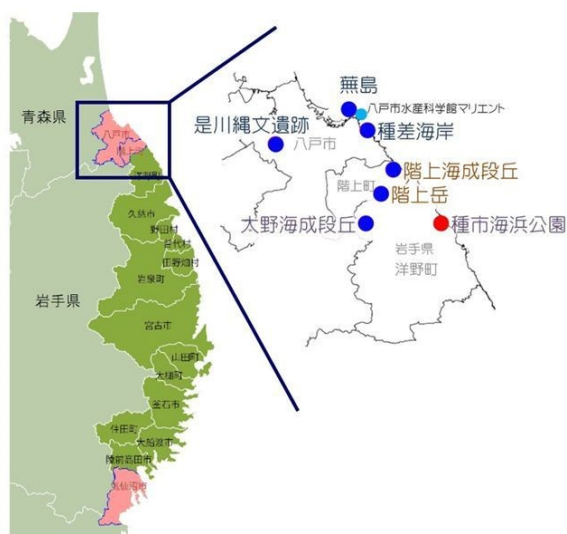 青森県
八戸市
階上町
洋野町
久慈市
野田村
普代村
田野畑村
岩泉町
岩手県
宮古市
山田町
大槌町
釜石市
住田町
大船渡市
陸前高田市
気仙沼市
蕪島
八戸市水産科学館マリエント
是川縄文遺跡
種差海岸
八戸市
階上海成段丘
階上町
階上岳
大野海成段丘
種市海浜公園
岩手県
洋野町